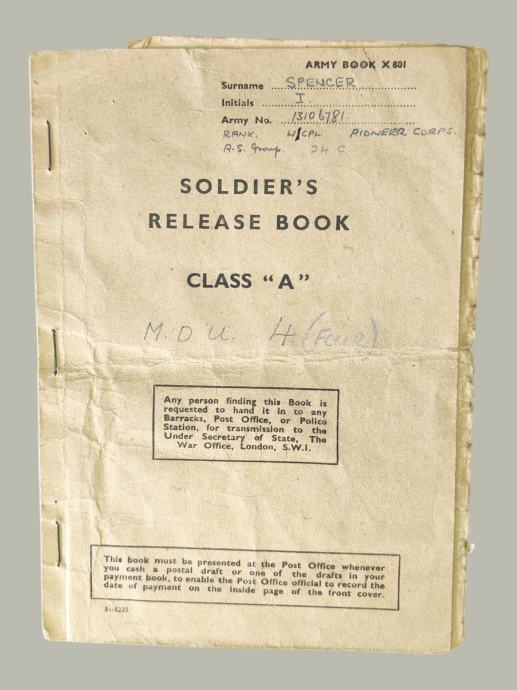 ARMY BOOK X 801
Surname SPENCER
Initials I.
Army No. 13106781.
RANK. W/CPL PIONEER CORPS.
A.S. Group. 24 C
SOLDIER'S
RELEASE BOOK
CLASS "A"
M.D.U. 4 (FOUR)
Any person finding this Book is
requested to hand it in to any
Barracks, Post Office, or Police
Station, for transmission to the
Under Secretary of State, The
War Office, London, S.W.1.
This book must be presented at the Post Office whenever
you cash a postal draft or one of the drafts in your
payment book, to enable the Post Office official to record the
date of payment on the inside page of the front cover.
51-5235